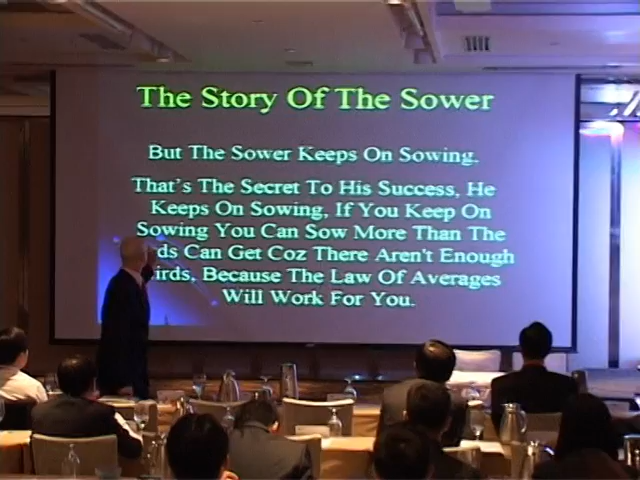 The Story Of The Sower
But The Sower Keeps On Sowing.
That's The Secret To His Success, He
Keeps On Sowing, If You Keep On
Sowing You Can Sow More Than The
ds Can Get Coz There Aren't Enough
irds, Because The Law Of Averages
Will Work For You.